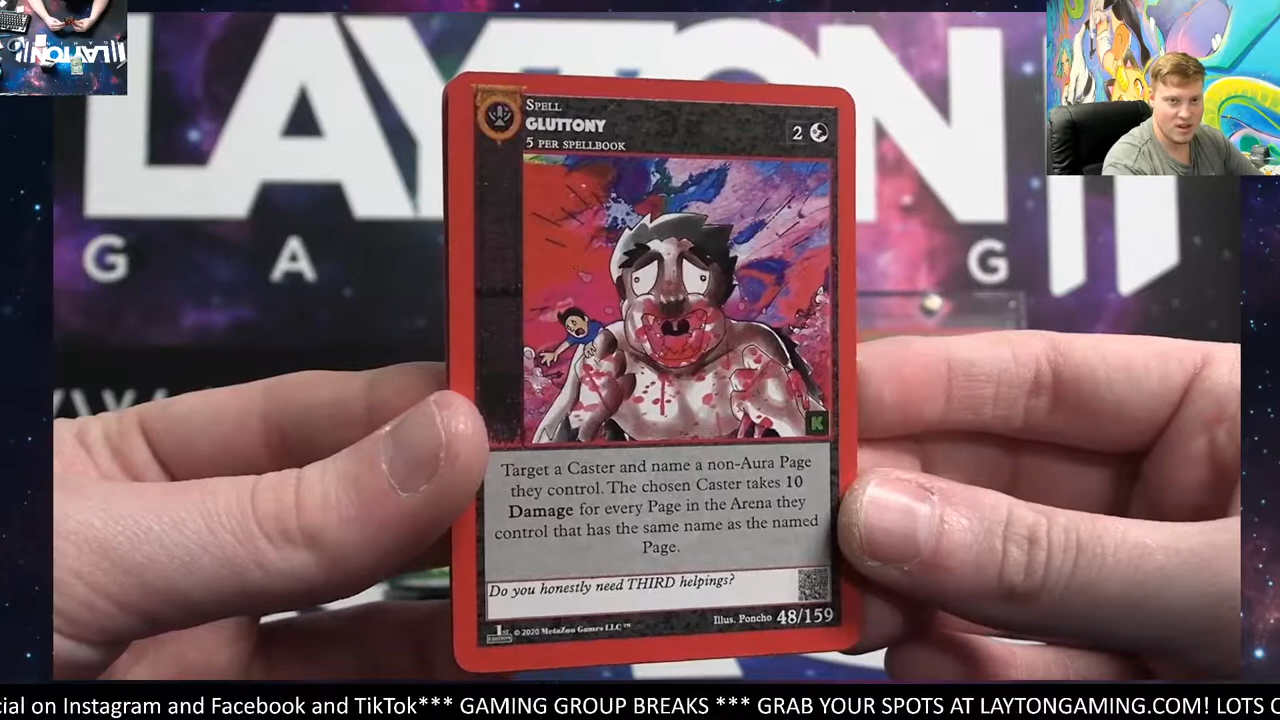 LAYTON
G A G
SPELL
GLUTTONY
5 PER SPELLBOOK
2
K
Target a Caster and name a non-Aura Page
they control. The chosen Caster takes 10
Damage for every Page in the Arena they
control that has the same name as the named
Page.
Do you honestly need THIRD helpings?
1ST EDITION © 2020 MetaZoo Games LLC™ Illus. Poncho 48/159
cial on Instagram and Facebook and TikTok*** GAMING GROUP BREAKS *** GRAB YOUR SPOTS AT LAYTONGAMING.COM! LOTS